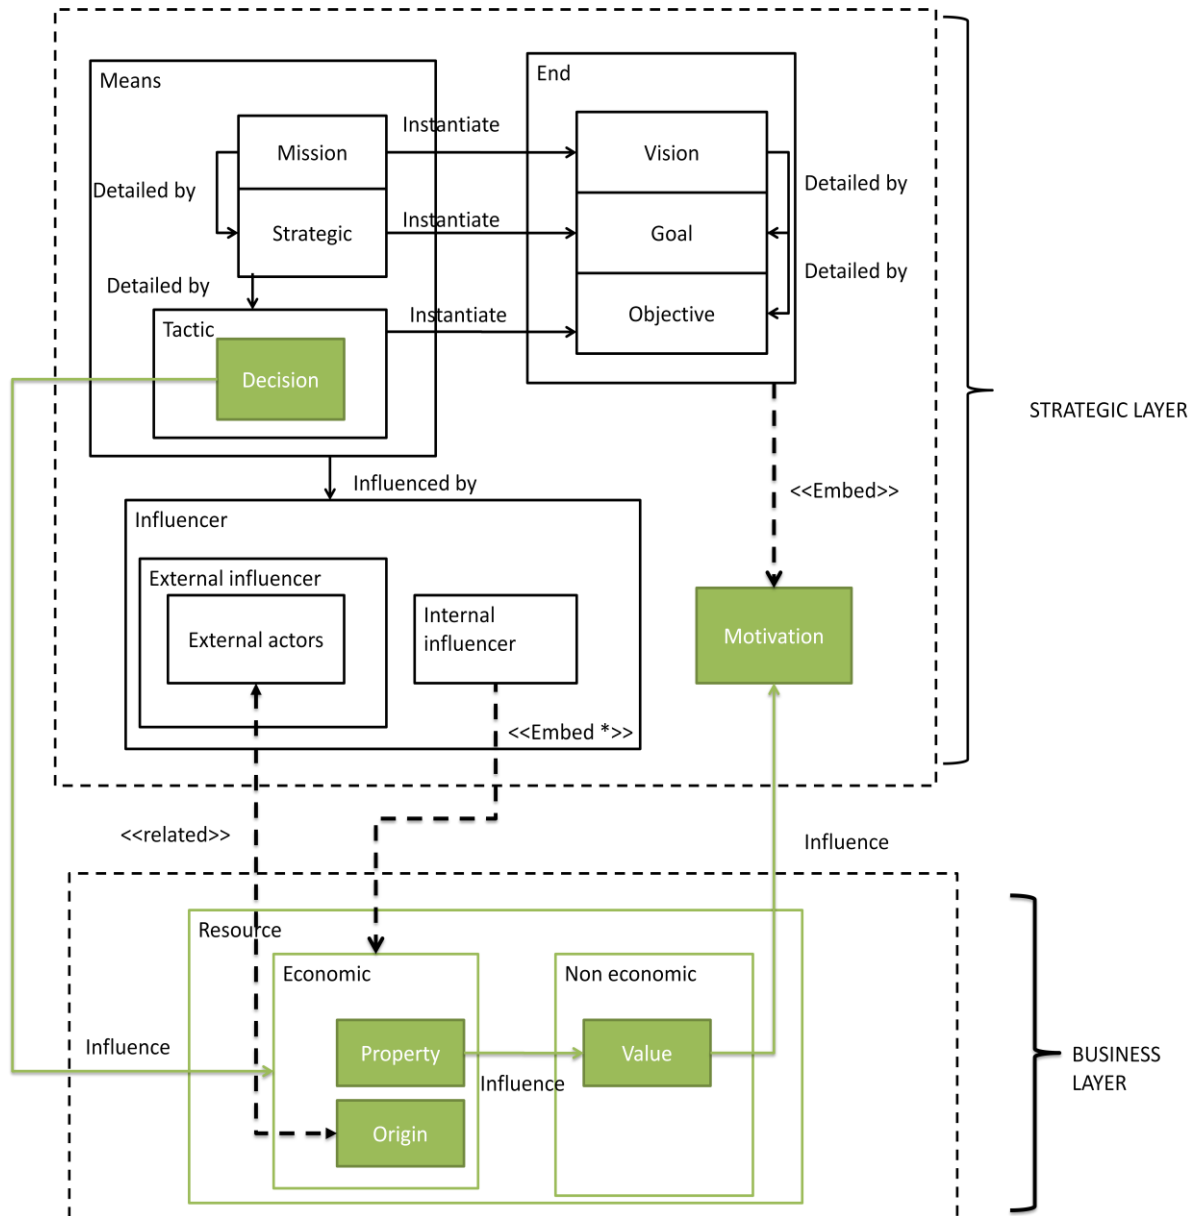 Means
End
Mission
Instantiate
Vision
Detailed by
Detailed by
Strategic
Instantiate
Goal
Detailed by
Detailed by
Tactic
Instantiate
Objective
Decision
STRATEGIC LAYER
Influenced by
<<Embed>>
Influencer
External influencer
External actors
Internal
influencer
Motivation
<<Embed *>>
<<related>>
Influence
Resource
Economic
Non economic
Influence
Property
Influence
Value
BUSINESS
LAYER
Origin